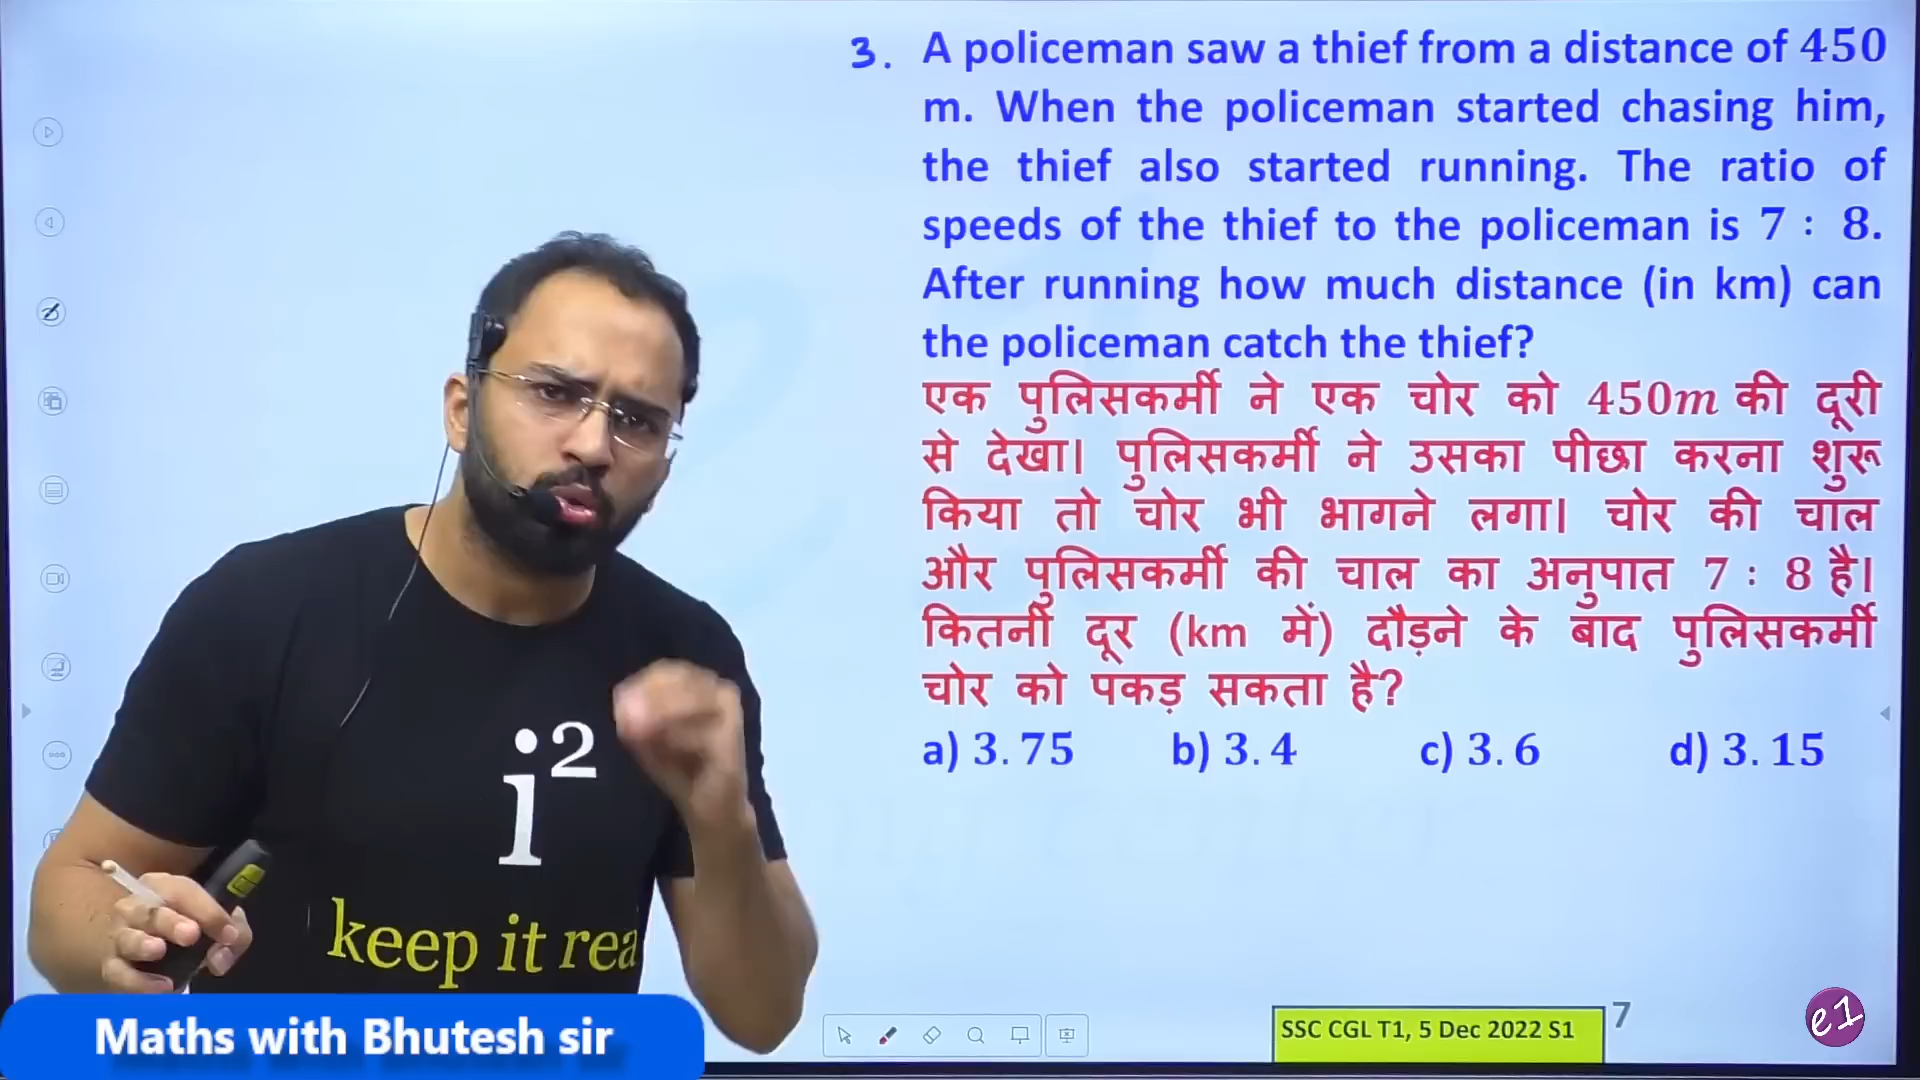 3. A policeman saw a thief from a distance of 450
m. When the policeman started chasing him,
the thief also started running. The ratio of
speeds of the thief to the policeman is 7 : 8.
After running how much distance (in km) can
the policeman catch the thief?
एक पुलिसकर्मी ने एक चोर को 450m की दूरी
से देखा। पुलिसकर्मी ने उसका पीछा करना शुरू
किया तो चोर भी भागने लगा। चोर की चाल
और पुलिसकर्मी की चाल का अनुपात 7 : 8 है।
कितनी दूर (km में) दौड़ने के बाद पुलिसकर्मी
चोर को पकड़ सकता है?
a) 3.75 b) 3.4 c) 3.6 d) 3.15
i²
keep it rea
Maths with Bhutesh sir
SSC CGL T1, 5 Dec 2022 S1
7
e1